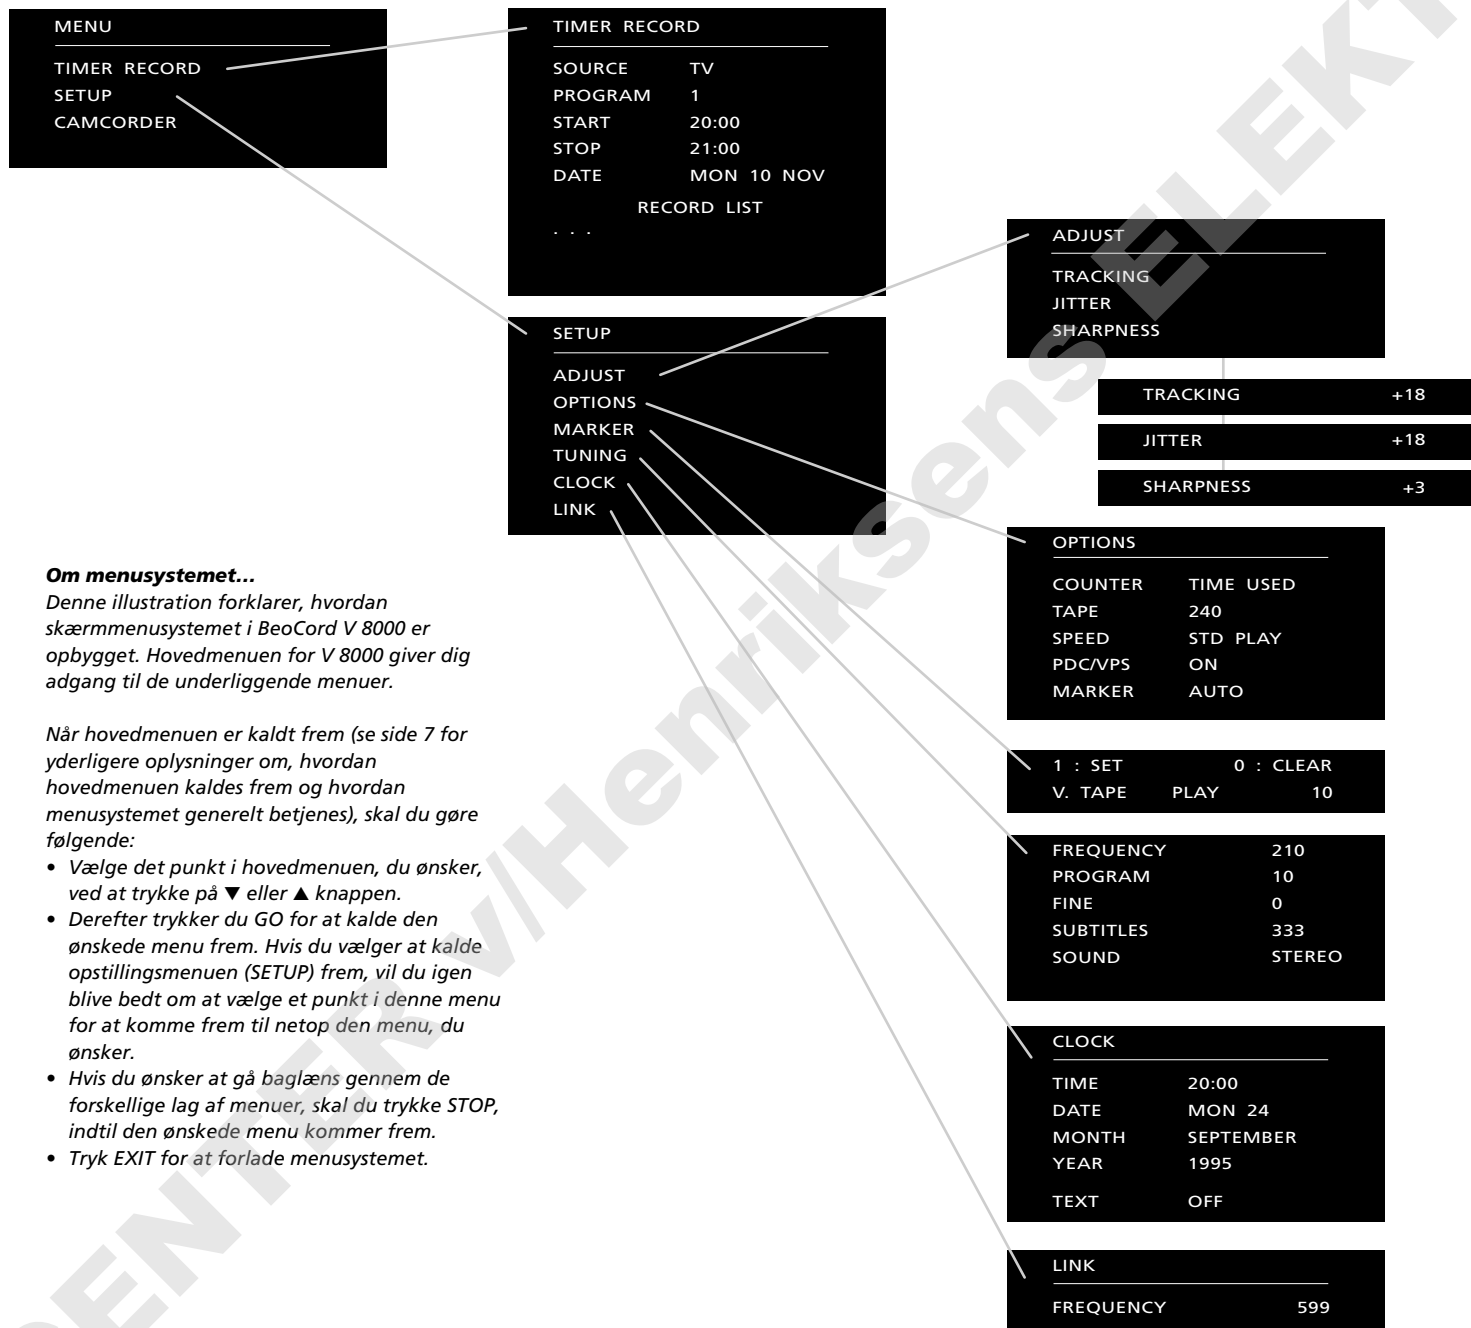 MENU
TIMER RECORD
SETUP
CAMCORDER
TIMER RECORD
SOURCE TV
PROGRAM 1
START 20:00
STOP 21:00
DATE MON 10 NOV
RECORD LIST
. . .
SETUP
ADJUST
OPTIONS
MARKER
TUNING
CLOCK
LINK
ADJUST
TRACKING
JITTER
SHARPNESS
TRACKING +18
JITTER +18
SHARPNESS +3
OPTIONS
COUNTER TIME USED
TAPE 240
SPEED STD PLAY
PDC/VPS ON
MARKER AUTO
1 : SET 0 : CLEAR
V. TAPE PLAY 10
FREQUENCY 210
PROGRAM 10
FINE 0
SUBTITLES 333
SOUND STEREO
CLOCK
TIME 20:00
DATE MON 24
MONTH SEPTEMBER
YEAR 1995
TEXT OFF
LINK
FREQUENCY 599
Om menusystemet...
Denne illustration forklarer, hvordan
skærmmenusystemet i BeoCord V 8000 er
opbygget. Hovedmenuen for V 8000 giver dig
adgang til de underliggende menuer.
Når hovedmenuen er kaldt frem (se side 7 for
yderligere oplysninger om, hvordan
hovedmenuen kaldes frem og hvordan
menusystemet generelt betjenes), skal du gøre
følgende:
• Vælge det punkt i hovedmenuen, du ønsker,
ved at trykke på ▼ eller ▲ knappen.
• Derefter trykker du GO for at kalde den
ønskede menu frem. Hvis du vælger at kalde
opstillingsmenuen (SETUP) frem, vil du igen
blive bedt om at vælge et punkt i denne menu
for at komme frem til netop den menu, du
ønsker.
• Hvis du ønsker at gå baglæns gennem de
forskellige lag af menuer, skal du trykke STOP,
indtil den ønskede menu kommer frem.
• Tryk EXIT for at forlade menusystemet.
v/Henriksens